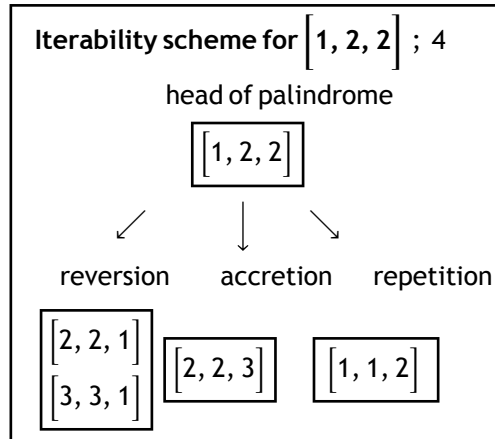 Iterability scheme for [1, 2, 2] ; 4
head of palindrome
[1, 2, 2]
reversion accretion repetition
[2, 2, 1]
[3, 3, 1]
[2, 2, 3]
[1, 1, 2]